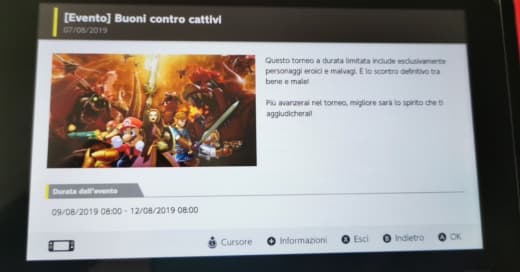 [Evento] Buoni contro cattivi
07/08/2019
Questo torneo a durata limitata include esclusivamente
personaggi eroici e malvagi. È lo scontro definitivo tra
bene e male!
Più avanzerai nel torneo, migliore sarà lo spirito che ti
aggiudicherai!
Durata dell'evento
09/08/2019 08:00 - 12/08/2019 08:00
Cursore + Informazioni X Esci B Indietro A OK